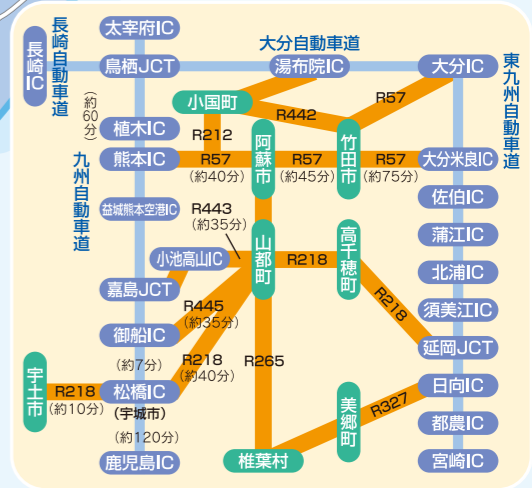 太宰府IC
長崎自動車道
長崎IC
大分自動車道
鳥栖JCT
湯布院IC
大分IC
東九州自動車道
小国町
R442
R57
(約60分)
植木IC
R212
阿蘇市
竹田市
熊本IC
R57
(約40分)
R57
(約45分)
R57
(約75分)
大分米良IC
九州自動車道
佐伯IC
益城熊本空港IC
R443
(約35分)
蒲江IC
小池高山IC
山都町
R218
高千穂町
北浦IC
嘉島JCT
R218
須美江IC
R445
(約35分)
御船IC
延岡JCT
(約7分)
R218
(約40分)
R265
宇土市
R218
(約10分)
松橋IC
(宇城市)
日向IC
美郷町
R327
都農IC
(約120分)
鹿児島IC
椎葉村
宮崎IC